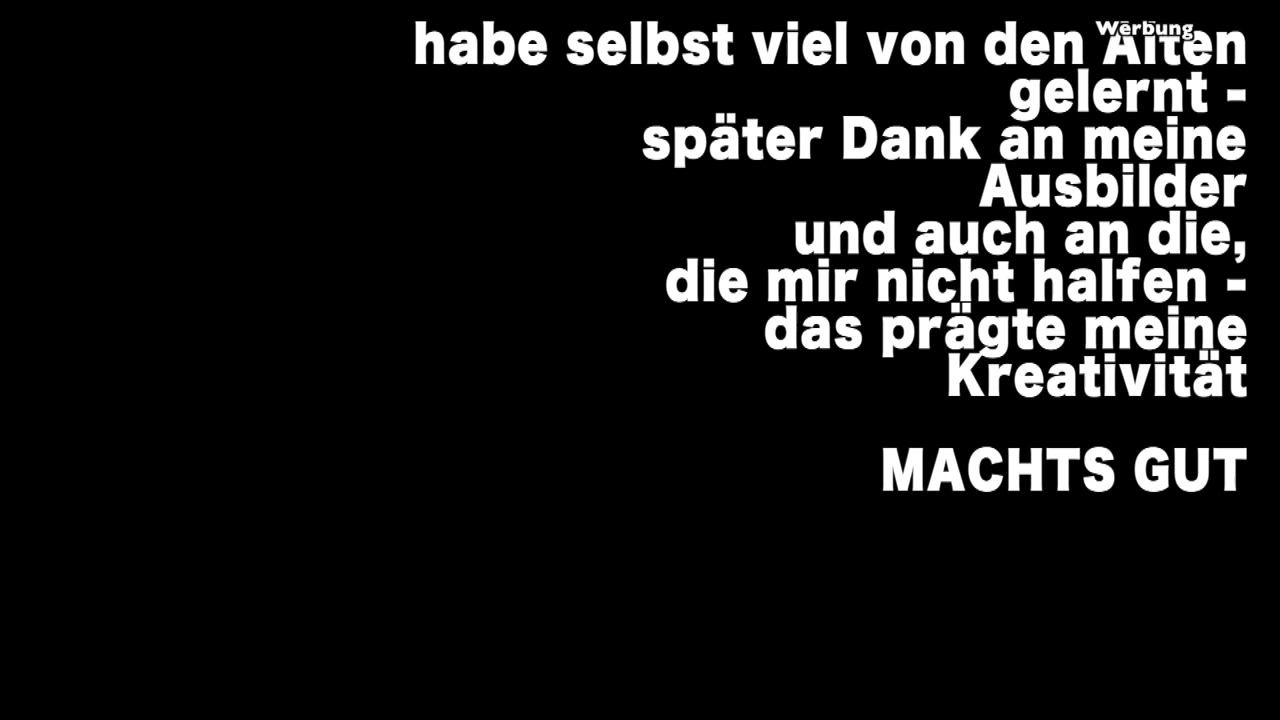 Werbung
habe selbst viel von den Alten
gelernt -
später Dank an meine
Ausbilder
und auch an die,
die mir nicht halfen -
das prägte meine
Kreativität
MACHTS GUT